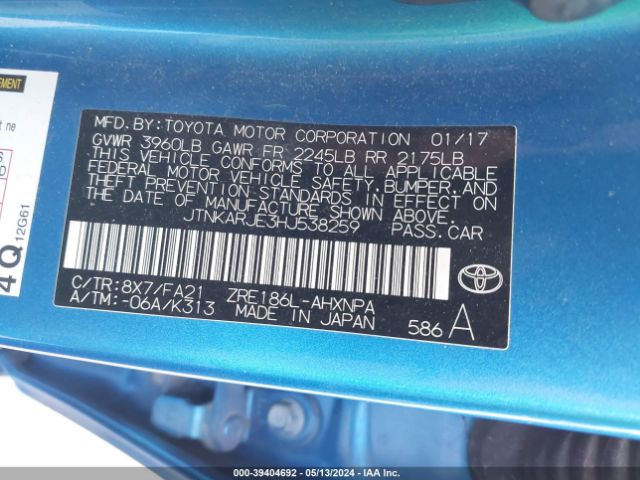 MFD. BY: TOYOTA MOTOR CORPORATION 01/17
GVWR 3960LB GAWR FR 2245LB RR 2175LB
THIS VEHICLE CONFORMS TO ALL APPLICABLE
FEDERAL MOTOR VEHICLE SAFETY, BUMPER, AND
THEFT PREVENTION STANDARDS IN EFFECT ON
THE DATE OF MANUFACTURE SHOWN ABOVE.
JTNKARJE3HJ538259 PASS. CAR
C/TR: 8X7/FA21 ZRE186L-AHXNPA
A/TM: -06A/K313 MADE IN JAPAN 586 A
EMENT
t ne
S
D
4Q 12G61
000-39404692 - 05/13/2024 - IAA Inc.